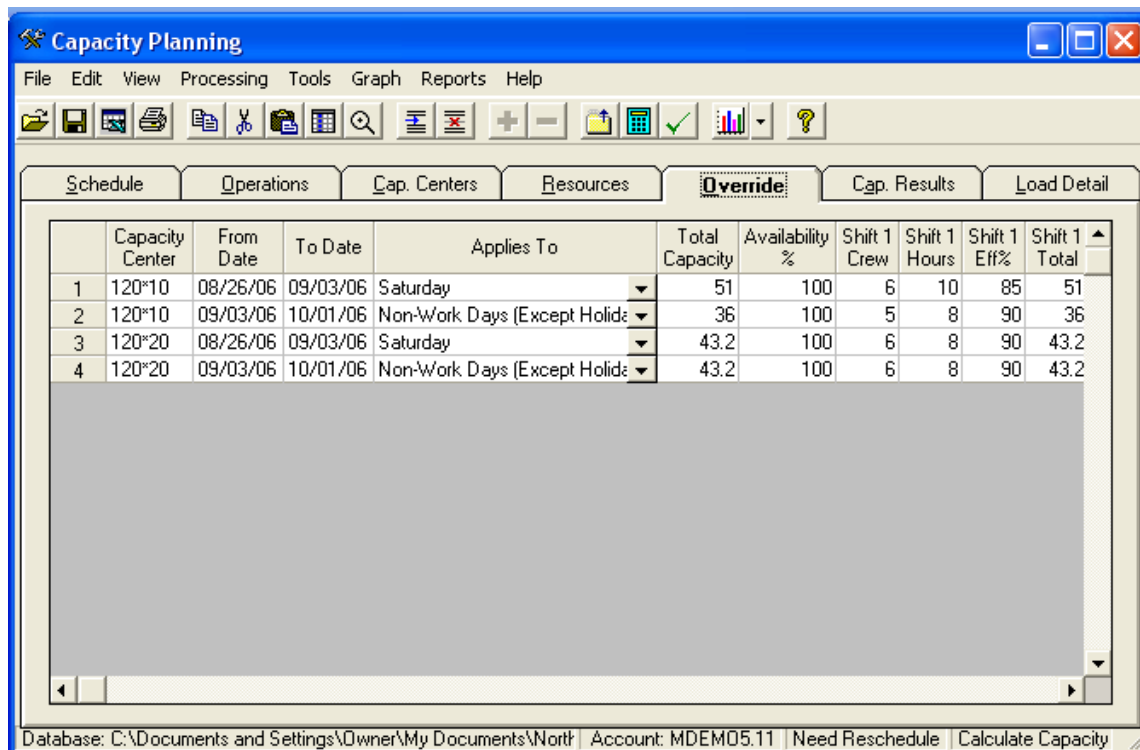 Capacity Planning
File Edit View Processing Tools Graph Reports Help
Schedule Operations Cap. Centers Resources Override Cap. Results Load Detail
Capacity Center From Date To Date Applies To Total Capacity Availability % Shift 1 Crew Shift 1 Hours Shift 1 Eff% Shift 1 Total
1 120*10 08/26/06 09/03/06 Saturday 51 100 6 10 85 51
2 120*10 09/03/06 10/01/06 Non-Work Days (Except Holida 36 100 5 8 90 36
3 120*20 08/26/06 09/03/06 Saturday 43.2 100 6 8 90 43.2
4 120*20 09/03/06 10/01/06 Non-Work Days (Except Holida 43.2 100 6 8 90 43.2
Database: C:\Documents and Settings\Owner\My Documents\North Account: MDEMO5.11 Need Reschedule Calculate Capacity